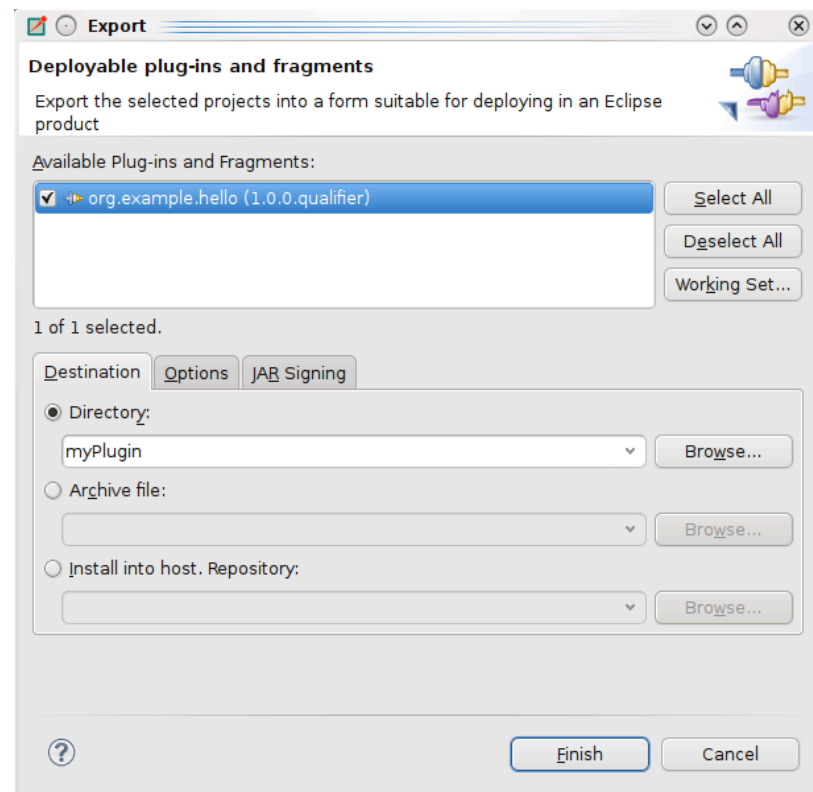 Export
Deployable plug-ins and fragments
Export the selected projects into a form suitable for deploying in an Eclipse
product
Available Plug-ins and Fragments:
org.example.hello (1.0.0.qualifier)
Select All
Deselect All
Working Set...
1 of 1 selected.
Destination Options JAR Signing
Directory:
myPlugin Browse...
Archive file:
Browse...
Install into host. Repository:
Browse...
? Finish Cancel